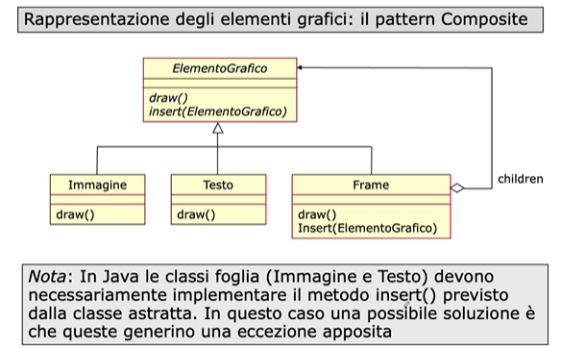 Rappresentazione degli elementi grafici: il pattern Composite
ElementoGrafico
draw()
insert(ElementoGrafico)
children
Immagine
draw()
Testo
draw()
Frame
draw()
Insert(ElementoGrafico)
Nota: In Java le classi foglia (Immagine e Testo) devono
necessariamente implementare il metodo insert() previsto
dalla classe astratta. In questo caso una possibile soluzione è
che queste generino una eccezione apposita